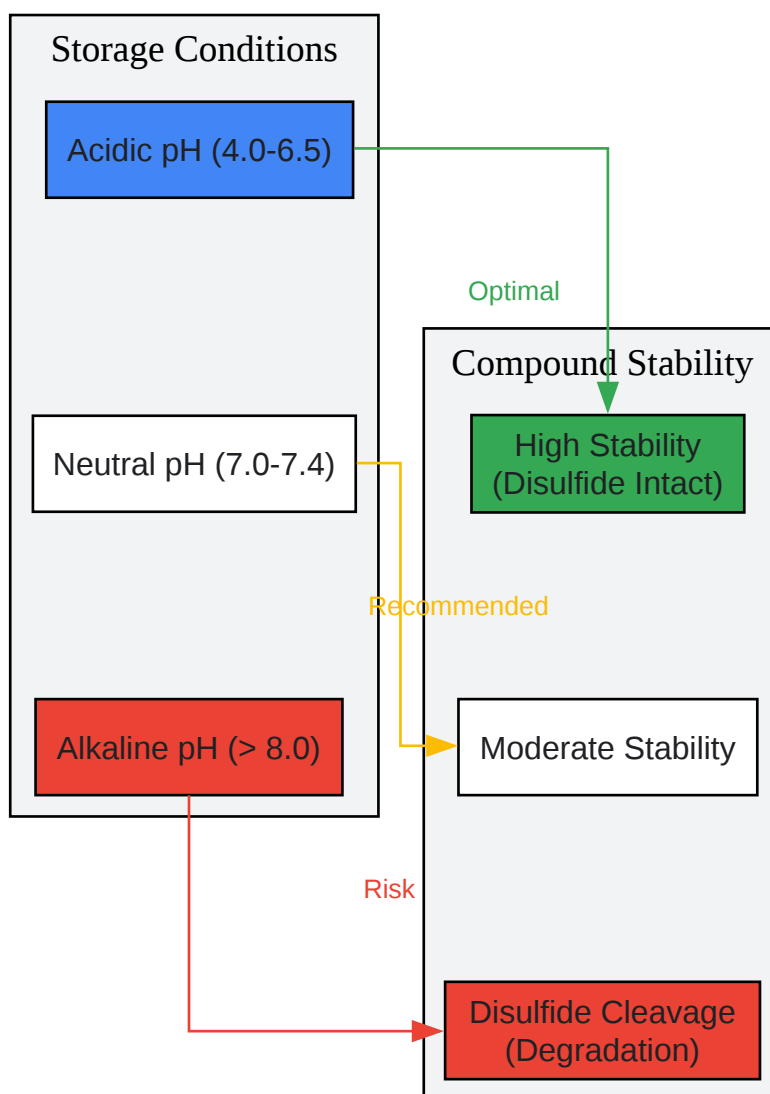 Storage Conditions
Acidic pH (4.0-6.5)
Optimal
Compound Stability
High Stability
(Disulfide Intact)
Neutral pH (7.0-7.4)
Recommended
Alkaline pH (> 8.0)
Moderate Stability
Risk
Disulfide Cleavage
(Degradation)